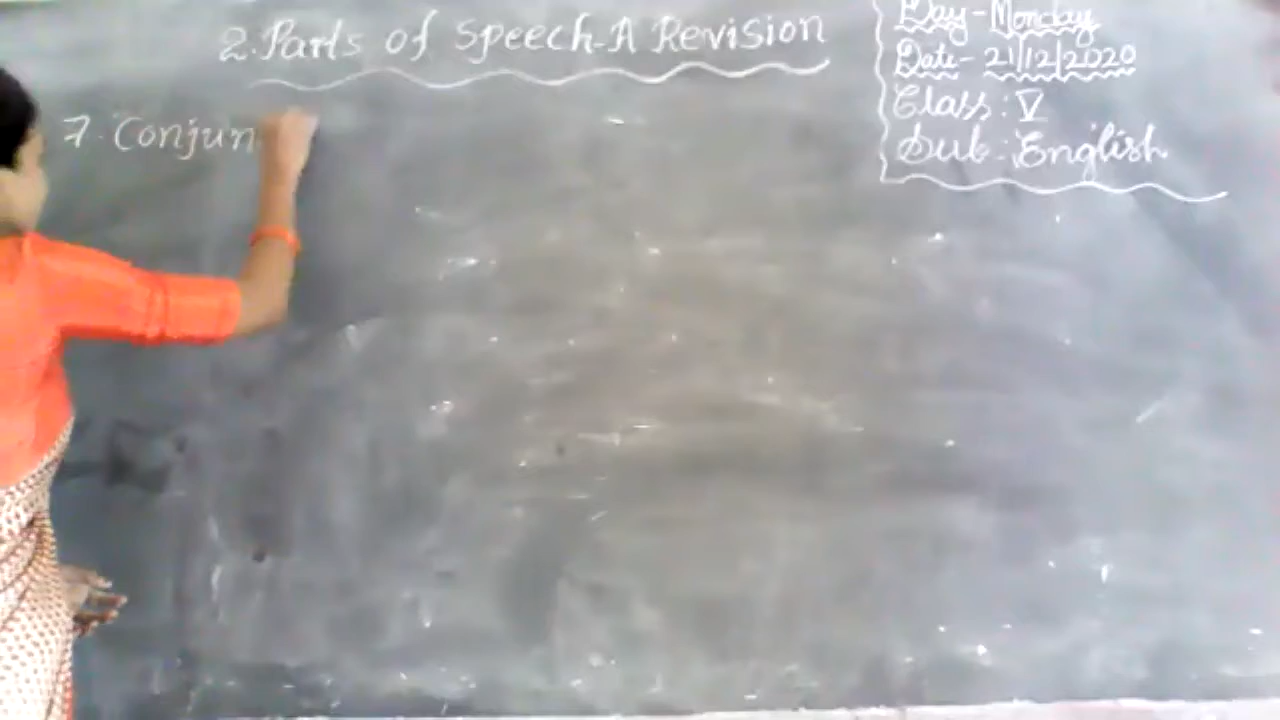 2. Parts of Speech-A Revision
Day-Monday
Date-21/12/2020
Class: V
Sub: English
7. Conjun